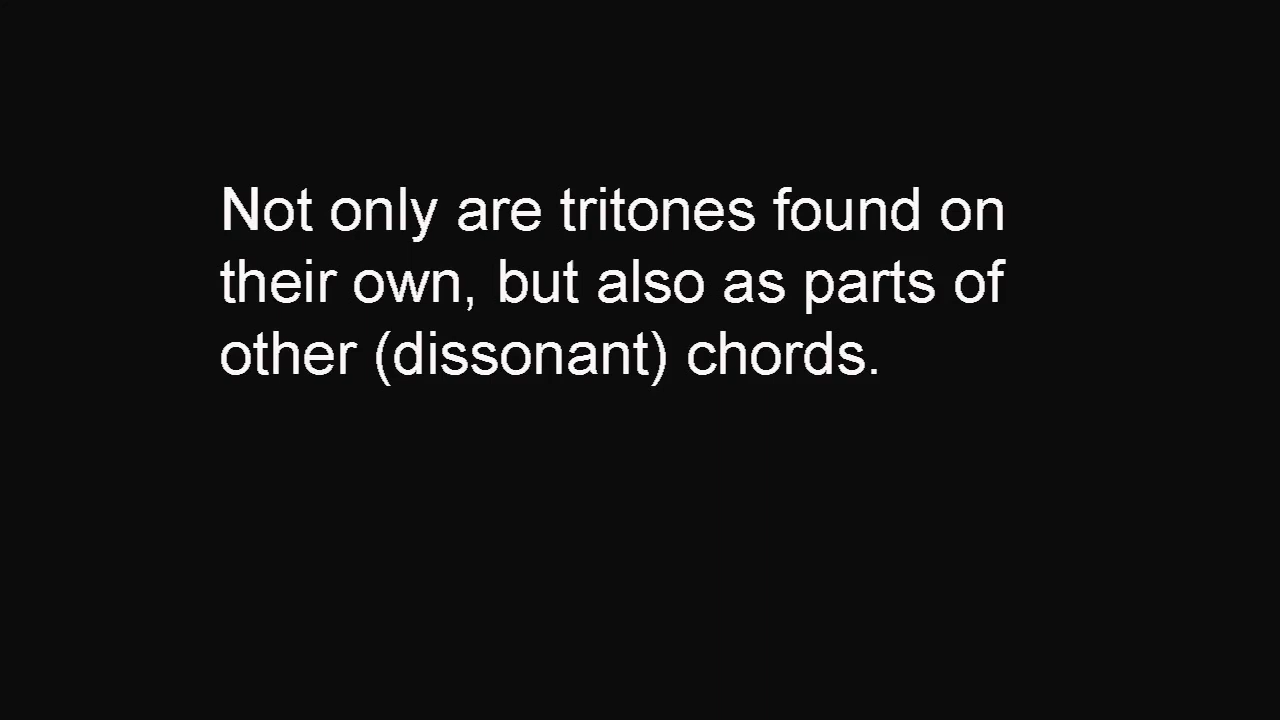 Not only are tritones found on
their own, but also as parts of
other (dissonant) chords.